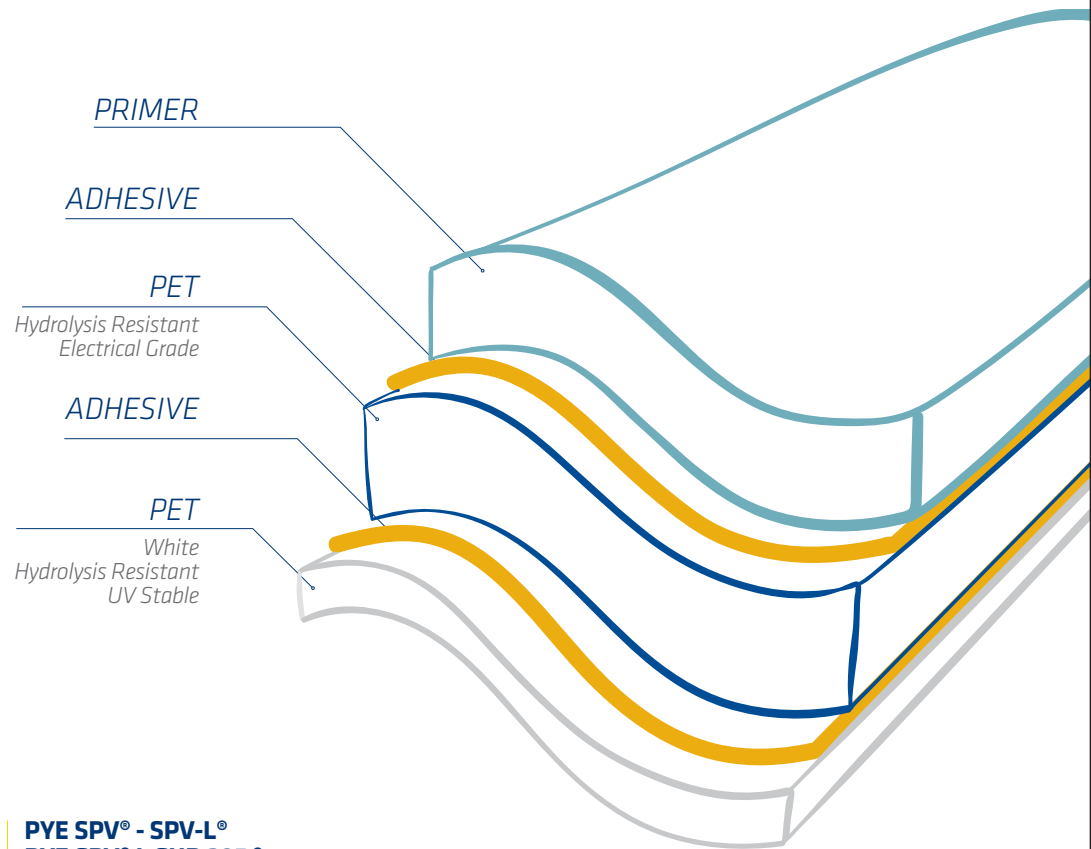 PRIMER
ADHESIVE
PET
Hydrolysis Resistant
Electrical Grade
ADHESIVE
PET
White
Hydrolysis Resistant
UV Stable
PYE SPV® - SPV-L®